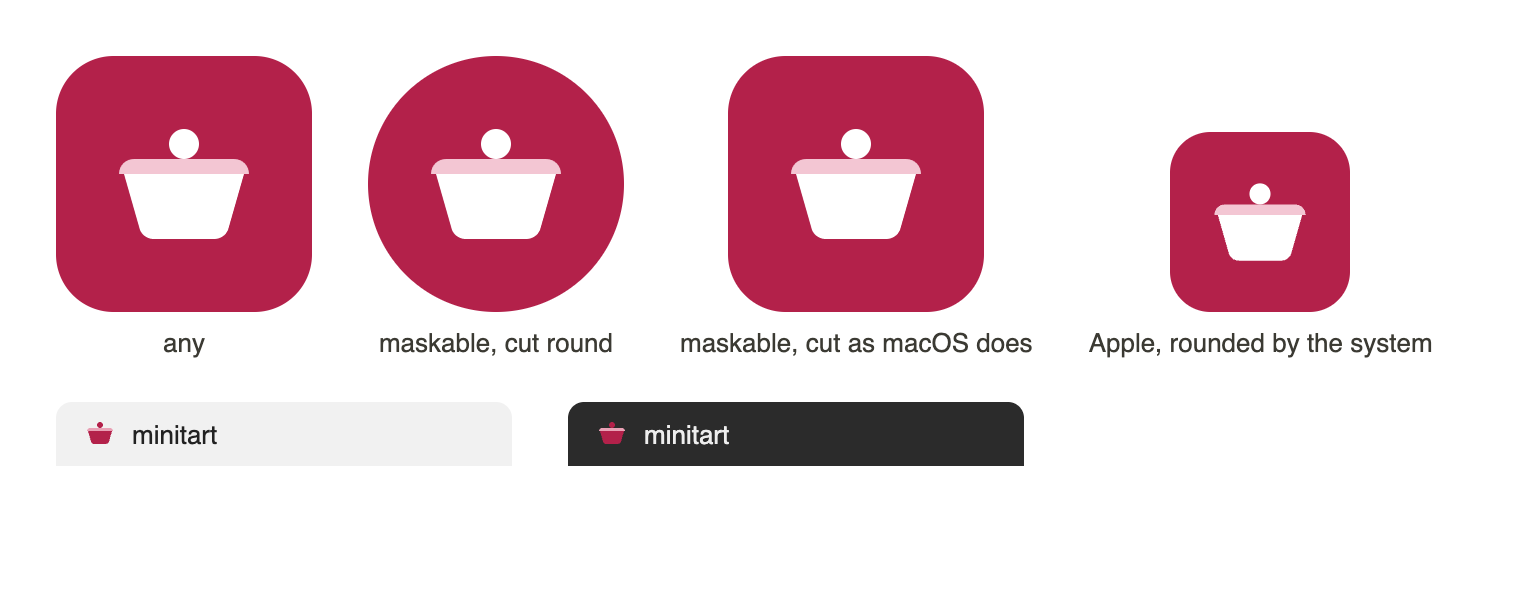 any
maskable, cut round
maskable, cut as macOS does
Apple, rounded by the system
minitart
minitart